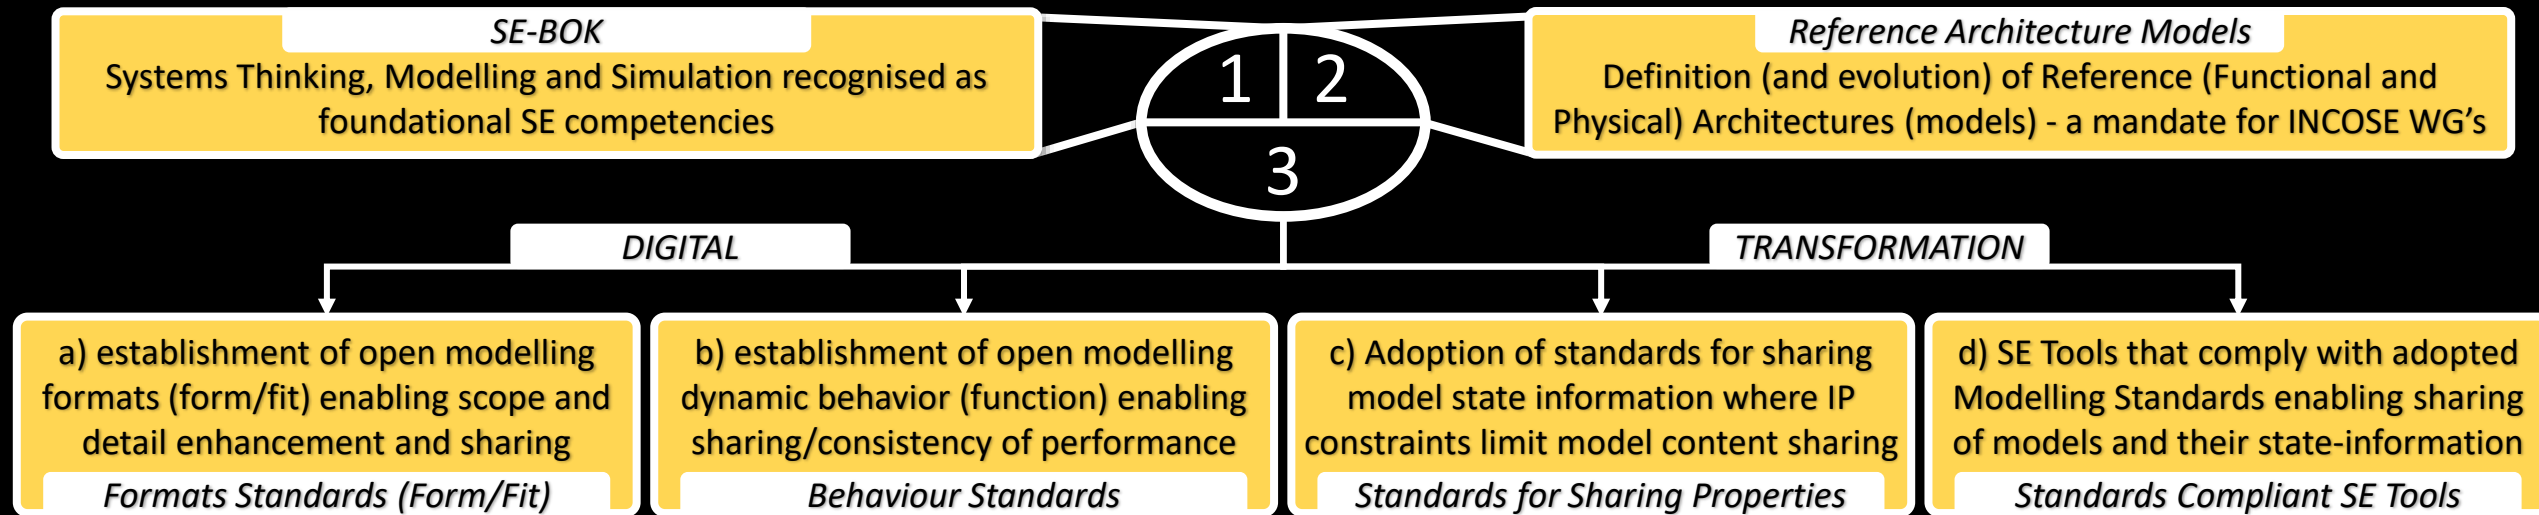 SE-BOK
Systems Thinking, Modelling and Simulation recognised as
foundational SE competencies
1
2
3
Reference Architecture Models
Definition (and evolution) of Reference (Functional and
Physical) Architectures (models) - a mandate for INCOSE WG's
DIGITAL
TRANSFORMATION
a) establishment of open modelling
formats (form/fit) enabling scope and
detail enhancement and sharing
Formats Standards (Form/Fit)
b) establishment of open modelling
dynamic behavior (function) enabling
sharing/consistency of performance
Behaviour Standards
c) Adoption of standards for sharing
model state information where IP
constraints limit model content sharing
Standards for Sharing Properties
d) SE Tools that comply with adopted
Modelling Standards enabling sharing
of models and their state-information
Standards Compliant SE Tools